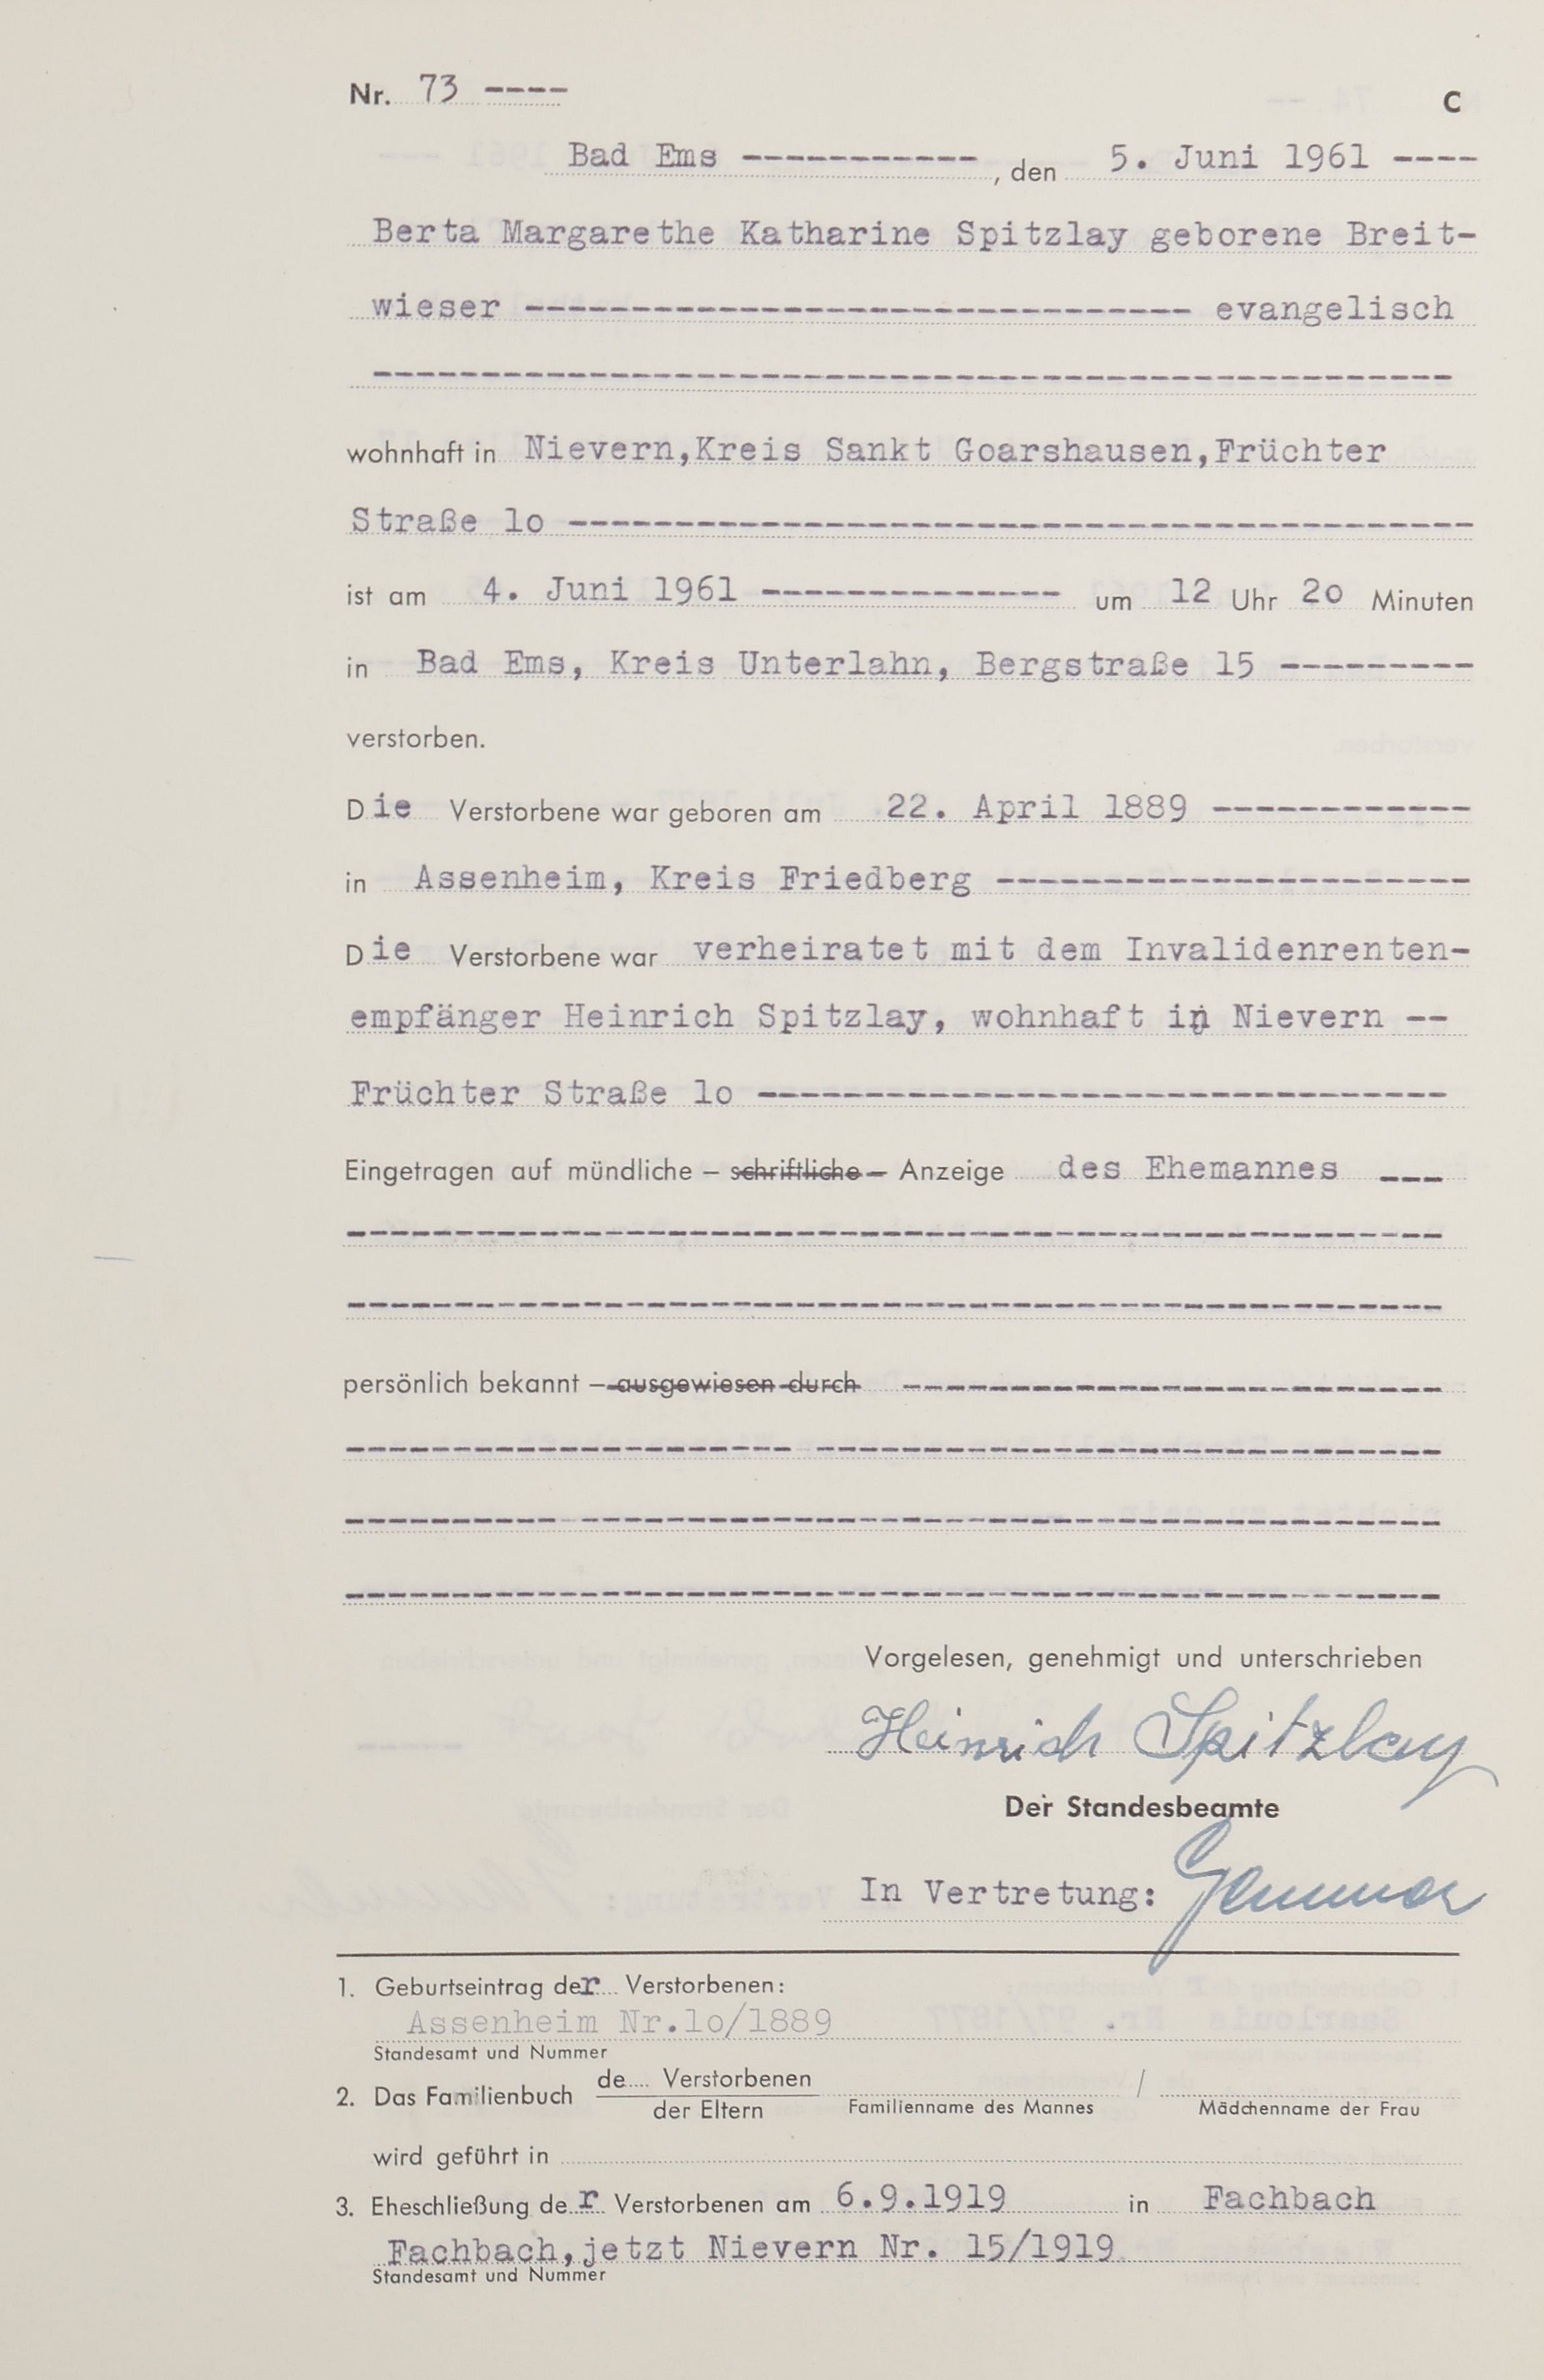 Nr. 73 ----
C
Bad Ems -----------, den 5. Juni 1961 ----
Berta Margarethe Katharine Spitzlay geborene Breit-
wieser ------------------------------- evangelisch
--------------------------------------------------
wohnhaft in Nievern,Kreis Sankt Goarshausen,Früchter
Straße lo ------------------------------------------
ist am 4. Juni 1961 -------------- um 12 Uhr 2o Minuten
in Bad Ems, Kreis Unterlahn, Bergstraße 15 ---------
verstorben.
Die Verstorbene war geboren am 22. April 1889 ------------
in Assenheim, Kreis Friedberg ----------------------
Die Verstorbene war verheiratet mit dem Invalidenrenten-
empfänger Heinrich Spitzlay, wohnhaft in Nievern --
Früchter Straße lo --------------------------------
Eingetragen auf mündliche – schriftliche – Anzeige des Ehemannes ---
---------------------------------------------------
---------------------------------------------------
persönlich bekannt – ausgewiesen durch -------------------------
---------------------------------------------------
---------------------------------------------------
---------------------------------------------------
Vorgelesen, genehmigt und unterschrieben
Heinrich Spitzlay
Der Standesbeamte
In Vertretung:
1. Geburtseintrag der Verstorbenen:
Assenheim Nr.lo/1889
Standesamt und Nummer
2. Das Familienbuch de.... Verstorbenen / 
der Eltern Familienname des Mannes Mädchenname der Frau
wird geführt in
3. Eheschließung der Verstorbenen am 6.9.1919 in Fachbach
Fachbach,jetzt Nievern Nr. 15/1919
Standesamt und Nummer